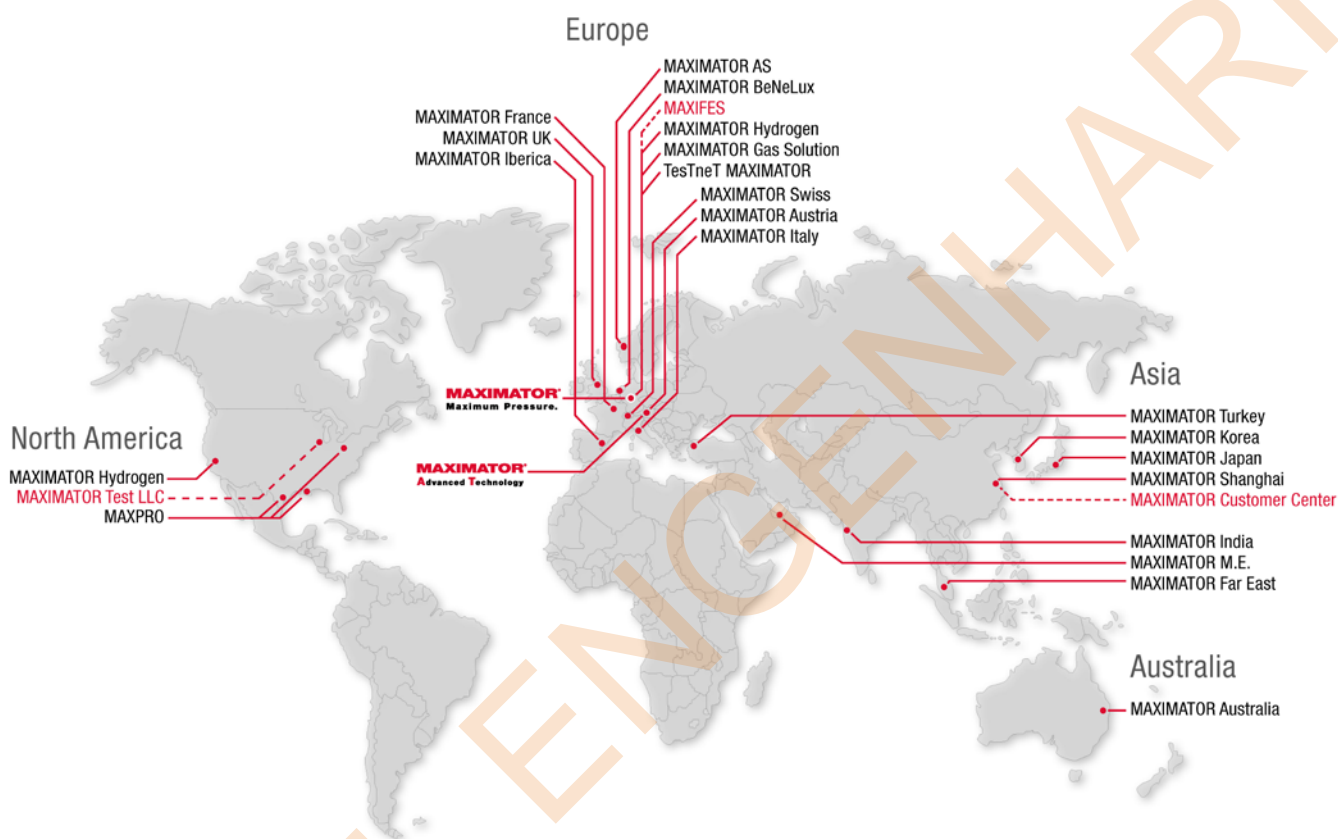 Europe
MAXIMATOR AS
MAXIMATOR BeNeLux
MAXIFES
MAXIMATOR Hydrogen
MAXIMATOR Gas Solution
TesTneT MAXIMATOR
MAXIMATOR Swiss
MAXIMATOR Austria
MAXIMATOR Italy
MAXIMATOR France
MAXIMATOR UK
MAXIMATOR Iberica
MAXIMATOR®
Maximum Pressure.
MAXIMATOR®
Advanced Technology
North America
MAXIMATOR Hydrogen
MAXIMATOR Test LLC
MAXPRO
Asia
MAXIMATOR Turkey
MAXIMATOR Korea
MAXIMATOR Japan
MAXIMATOR Shanghai
MAXIMATOR Customer Center
MAXIMATOR India
MAXIMATOR M.E.
MAXIMATOR Far East
Australia
MAXIMATOR Australia
ENGENHAR